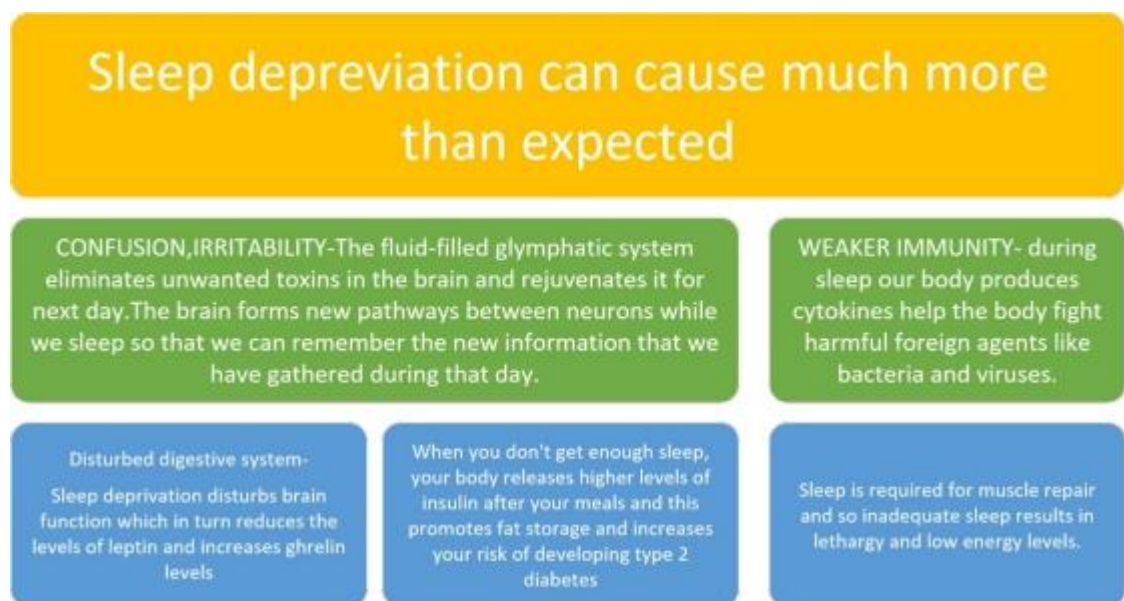 Sleep depreviation can cause much more
than expected
CONFUSION,IRRITABILITY-The fluid-filled glymphatic system
eliminates unwanted toxins in the brain and rejuvenates it for
next day.The brain forms new pathways between neurons while
we sleep so that we can remember the new information that we
have gathered during that day.
WEAKER IMMUNITY- during
sleep our body produces
cytokines help the body fight
harmful foreign agents like
bacteria and viruses.
Disturbed digestive system-
Sleep deprivation disturbs brain
function which in turn reduces the
levels of leptin and increases ghrelin
levels
When you don't get enough sleep,
your body releases higher levels of
insulin after your meals and this
promotes fat storage and increases
your risk of developing type 2
diabetes
Sleep is required for muscle repair
and so inadequate sleep results in
lethargy and low energy levels.